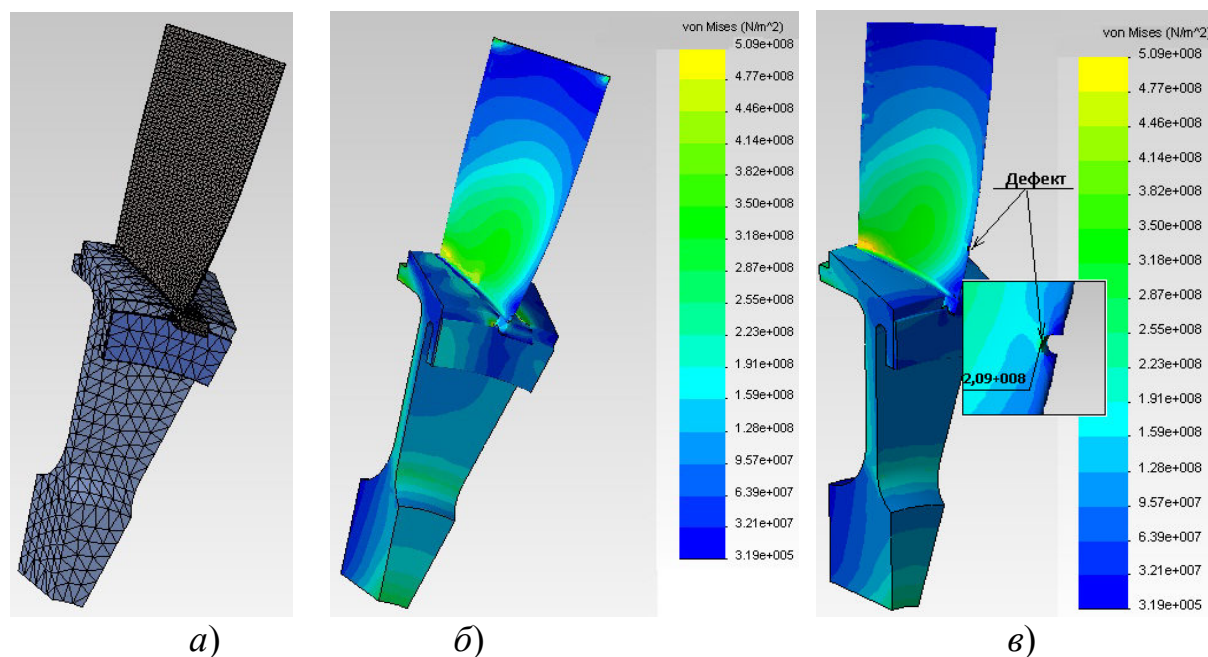 von Mises (N/m^2)
5.09e+008
4.77e+008
4.46e+008
4.14e+008
3.82e+008
3.50e+008
3.18e+008
2.87e+008
2.55e+008
2.23e+008
1.91e+008
1.59e+008
1.28e+008
9.57e+007
6.39e+007
3.21e+007
3.19e+005
von Mises (N/m^2)
5.09e+008
4.77e+008
4.46e+008
4.14e+008
3.82e+008
3.50e+008
3.18e+008
2.87e+008
2.55e+008
2.23e+008
1.91e+008
1.59e+008
1.28e+008
9.57e+007
6.39e+007
3.21e+007
3.19e+005
Дефект
2,09+008
а)
б)
в)